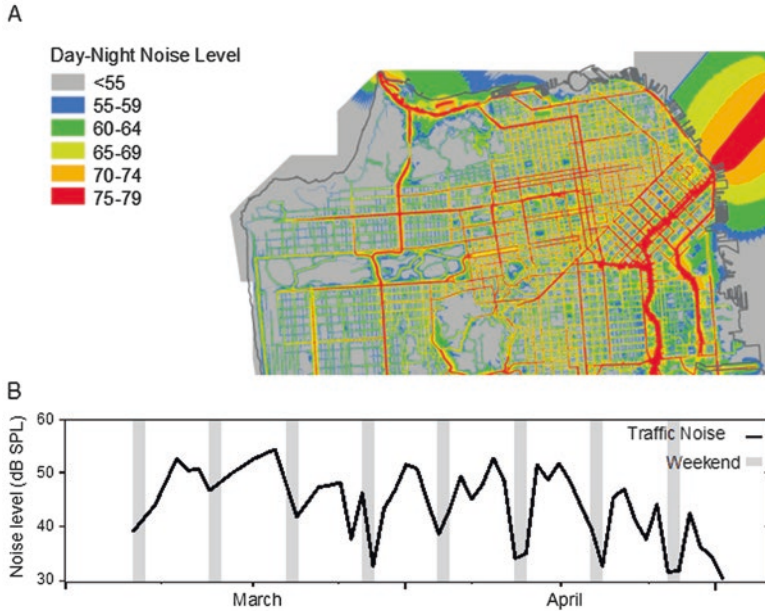 A
Day-Night Noise Level
<55
55-59
60-64
65-69
70-74
75-79
B
Noise level (dB SPL)
60
50
40
30
Traffic Noise
Weekend
March
April